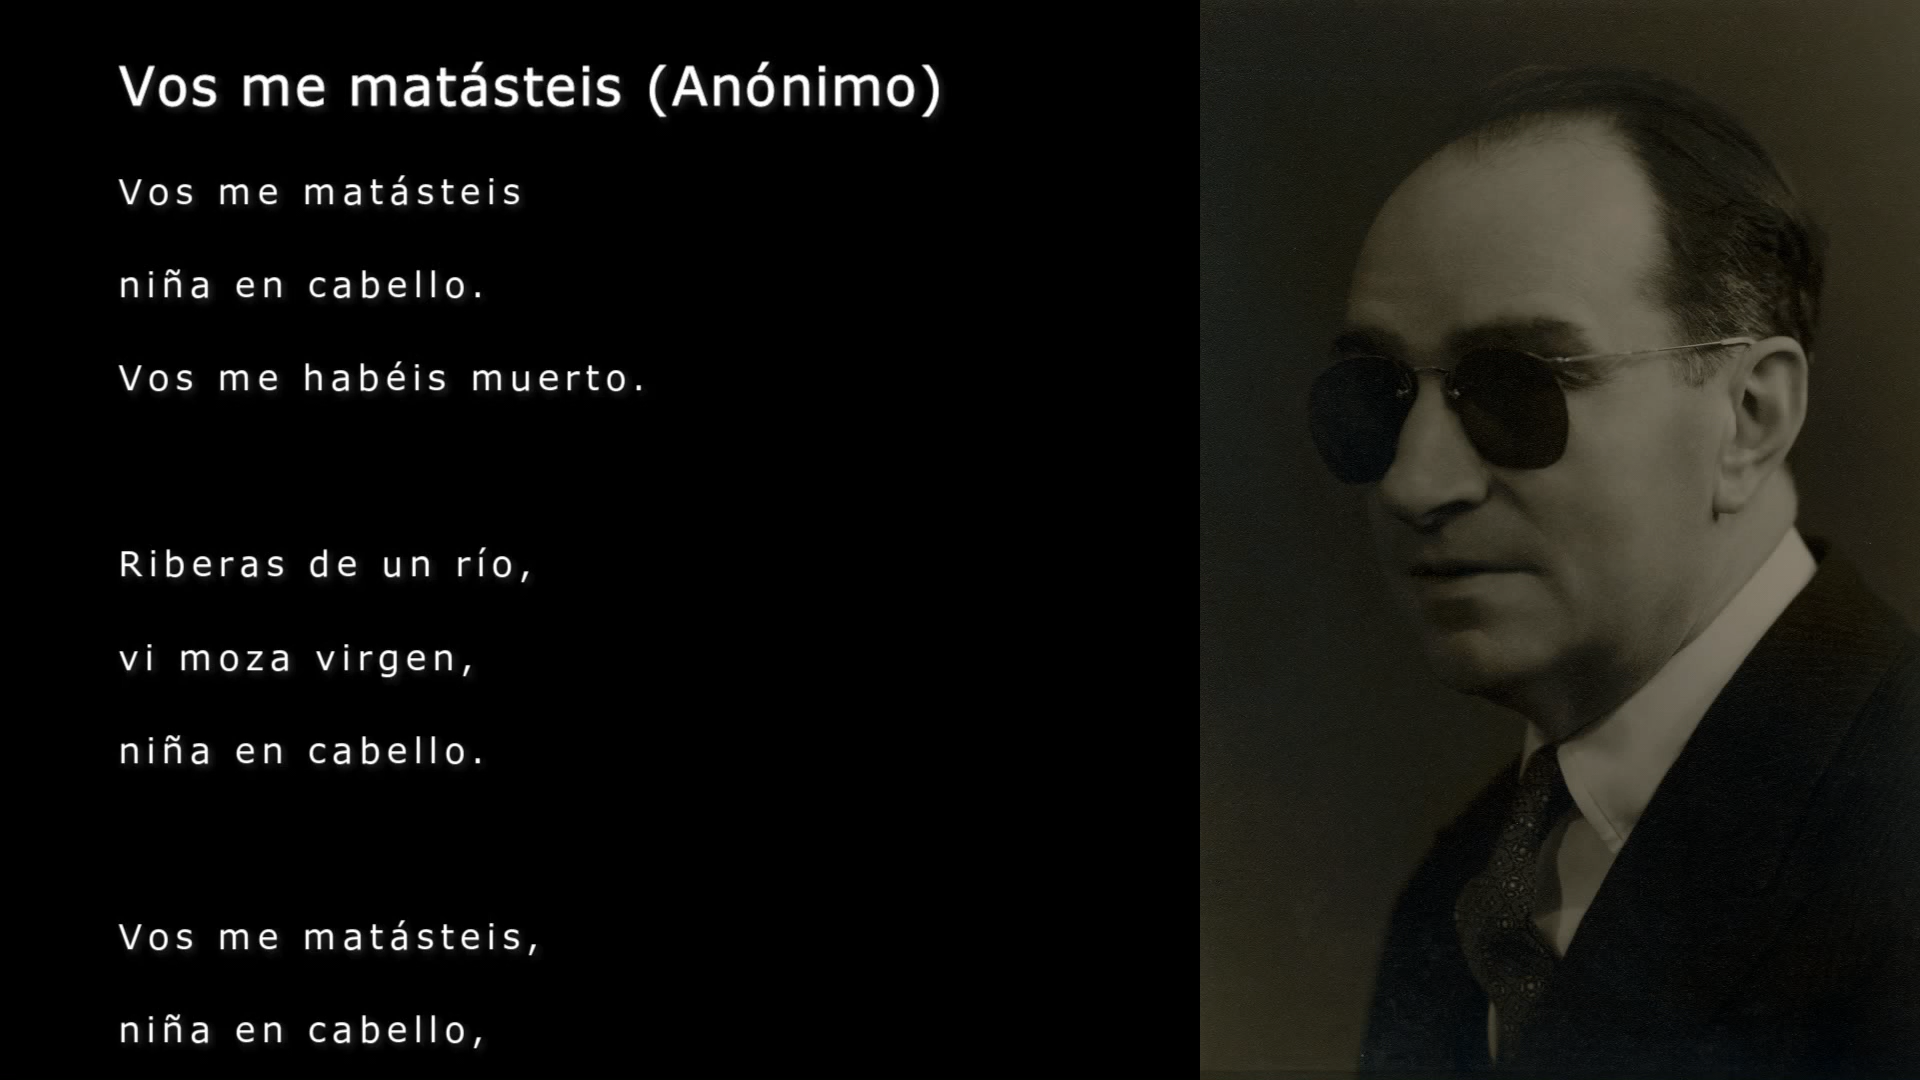 Vos me matásteis (Anónimo)
Vos me matásteis
niña en cabello.
Vos me habéis muerto.
Riberas de un río,
vi moza virgen,
niña en cabello.
Vos me matásteis,
niña en cabello,